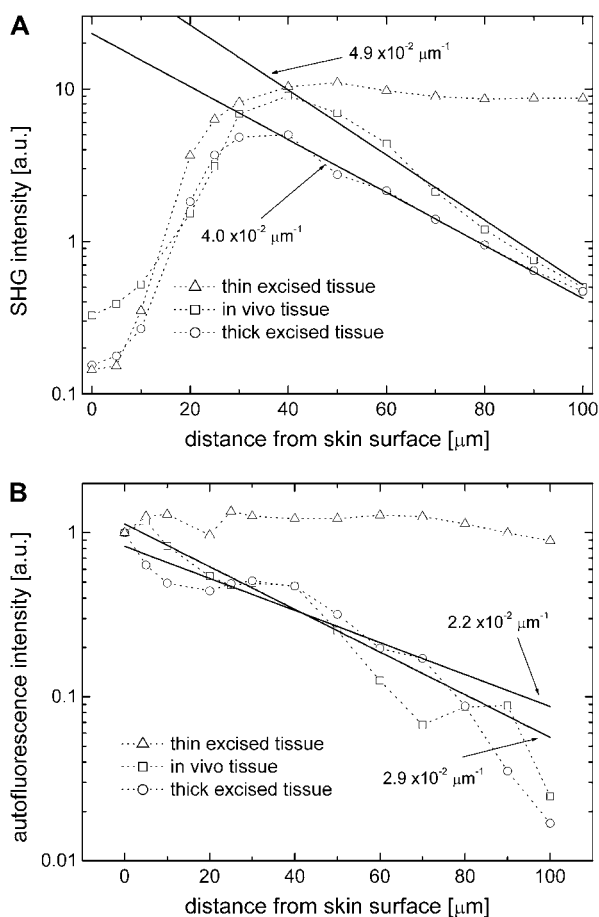 A
10
1
0.1
SHG intensity [a.u.]
4.9 x10⁻² μm⁻¹
4.0 x10⁻² μm⁻¹
thin excised tissue
in vivo tissue
thick excised tissue
0 20 40 60 80 100
distance from skin surface [μm]
B
1
0.1
0.01
autofluorescence intensity [a.u.]
2.2 x10⁻² μm⁻¹
2.9 x10⁻² μm⁻¹
thin excised tissue
in vivo tissue
thick excised tissue
0 20 40 60 80 100
distance from skin surface [μm]